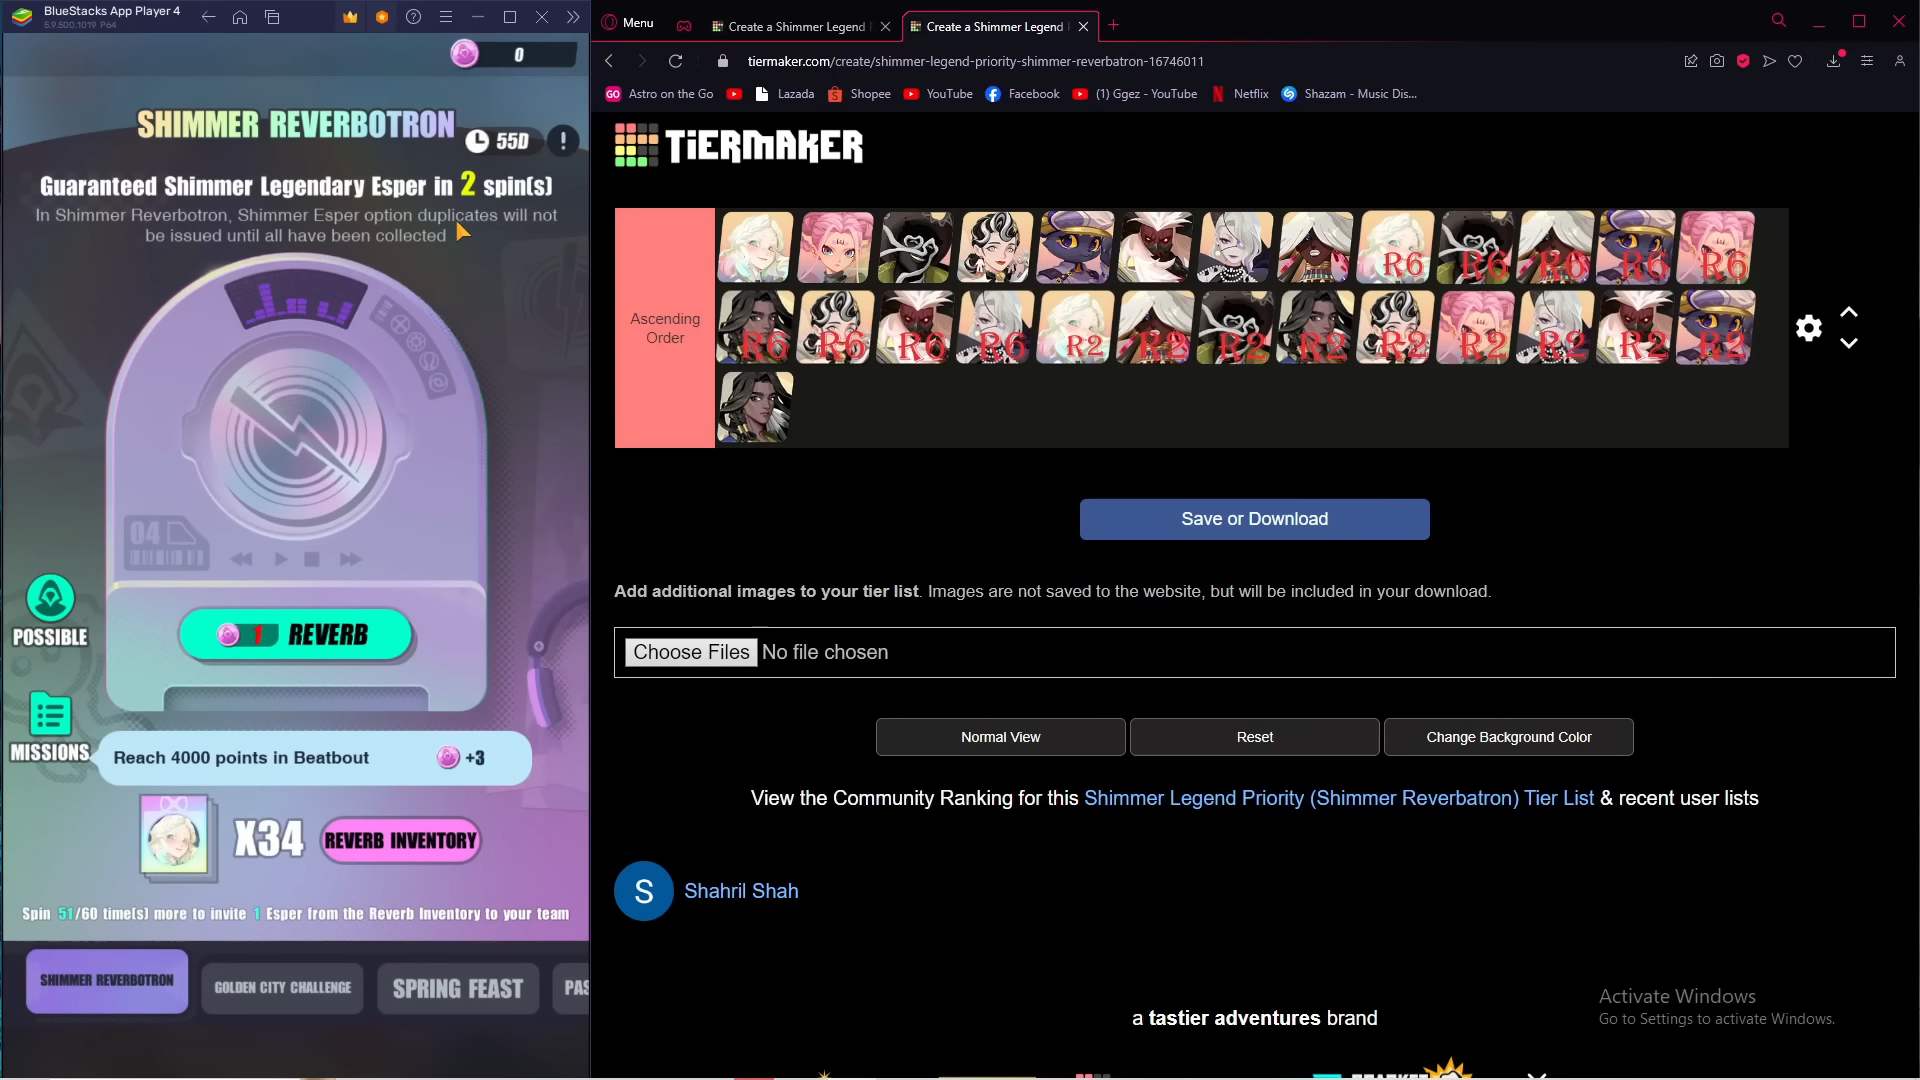 BlueStacks App Player 4
5.9.500.1019 P64
0
SHIMMER REVERBOTRON
55D
!
Guaranteed Shimmer Legendary Esper in 2 spin(s)
In Shimmer Reverbotron, Shimmer Esper option duplicates will not
be issued until all have been collected
04
1 REVERB
POSSIBLE
MISSIONS
Reach 4000 points in Beatbout +3
X34
REVERB INVENTORY
Spin 51/60 time(s) more to invite 1 Esper from the Reverb Inventory to your team
SHIMMER REVERBOTRON
GOLDEN CITY CHALLENGE
SPRING FEAST
PAS
Menu
Create a Shimmer Legend
Create a Shimmer Legend
tiermaker.com/create/shimmer-legend-priority-shimmer-reverbatron-16746011
GO Astro on the Go
Lazada
Shopee
YouTube
Facebook
(1) Ggez - YouTube
Netflix
Shazam - Music Dis...
TiERMAKER
Ascending
Order
R6 R6 R6 R6 R6
R6 R6 R6 R6 R2 R2 R2 R2 R2 R2 R2 R2 R2
Save or Download
Add additional images to your tier list. Images are not saved to the website, but will be included in your download.
Choose Files No file chosen
Normal View
Reset
Change Background Color
View the Community Ranking for this Shimmer Legend Priority (Shimmer Reverbatron) Tier List & recent user lists
S
Shahril Shah
a tastier adventures brand
Activate Windows
Go to Settings to activate Windows.